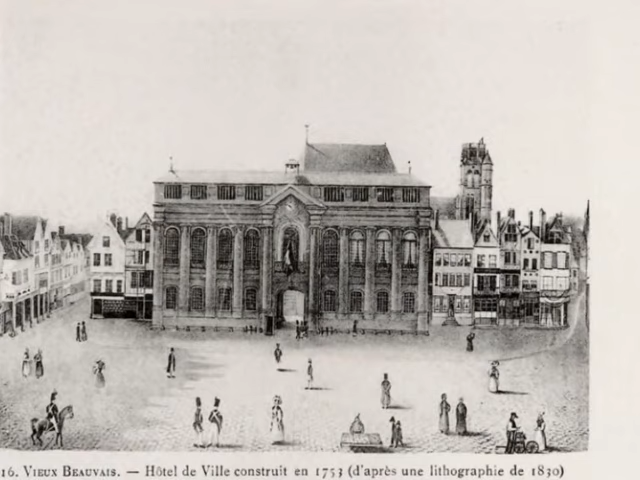 16. VIEUX BEAUVAIS. — Hôtel de Ville construit en 1753 (d'après une lithographie de 1830)